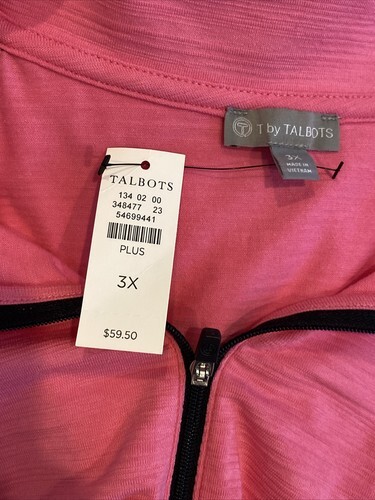 T by TALBOTS
3X
MADE IN
VIETNAM
TALBOTS
134 02 00
348477 23
54699441
PLUS
3X
$59.50